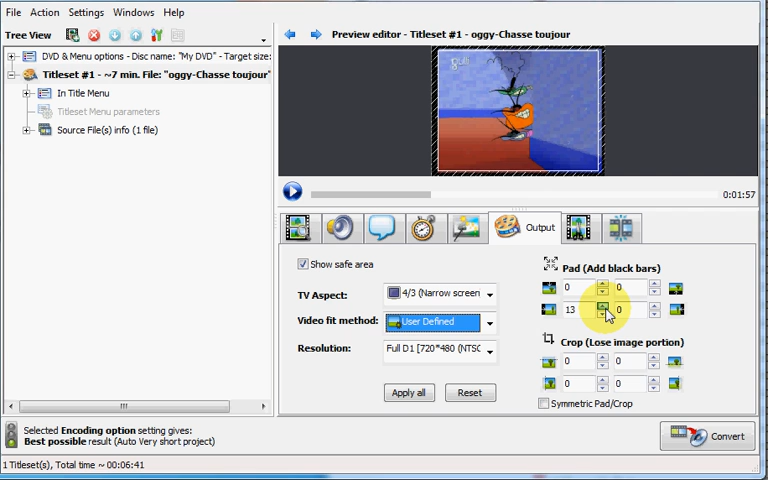 File Action Settings Windows Help
Tree View
DVD & Menu options - Disc name: "My DVD" - Target size:
Titleset #1 - ~7 min. File: "oggy-Chasse toujour"
In Title Menu
Titleset Menu parameters
Source File(s) info (1 file)
Preview editor - Titleset #1 - oggy-Chasse toujour
gulli
0:01:57
Output
Show safe area
TV Aspect: 4/3 (Narrow screen
Video fit method: User Defined
Resolution: Full D1 [720*480 (NTSC
Apply all Reset
Pad (Add black bars)
0 0
13 0
Crop (Lose image portion)
0 0
0 0
Symmetric Pad/Crop
Selected Encoding option setting gives:
Best possible result (Auto Very short project)
Convert
1 Titleset(s), Total time ~ 00:06:41